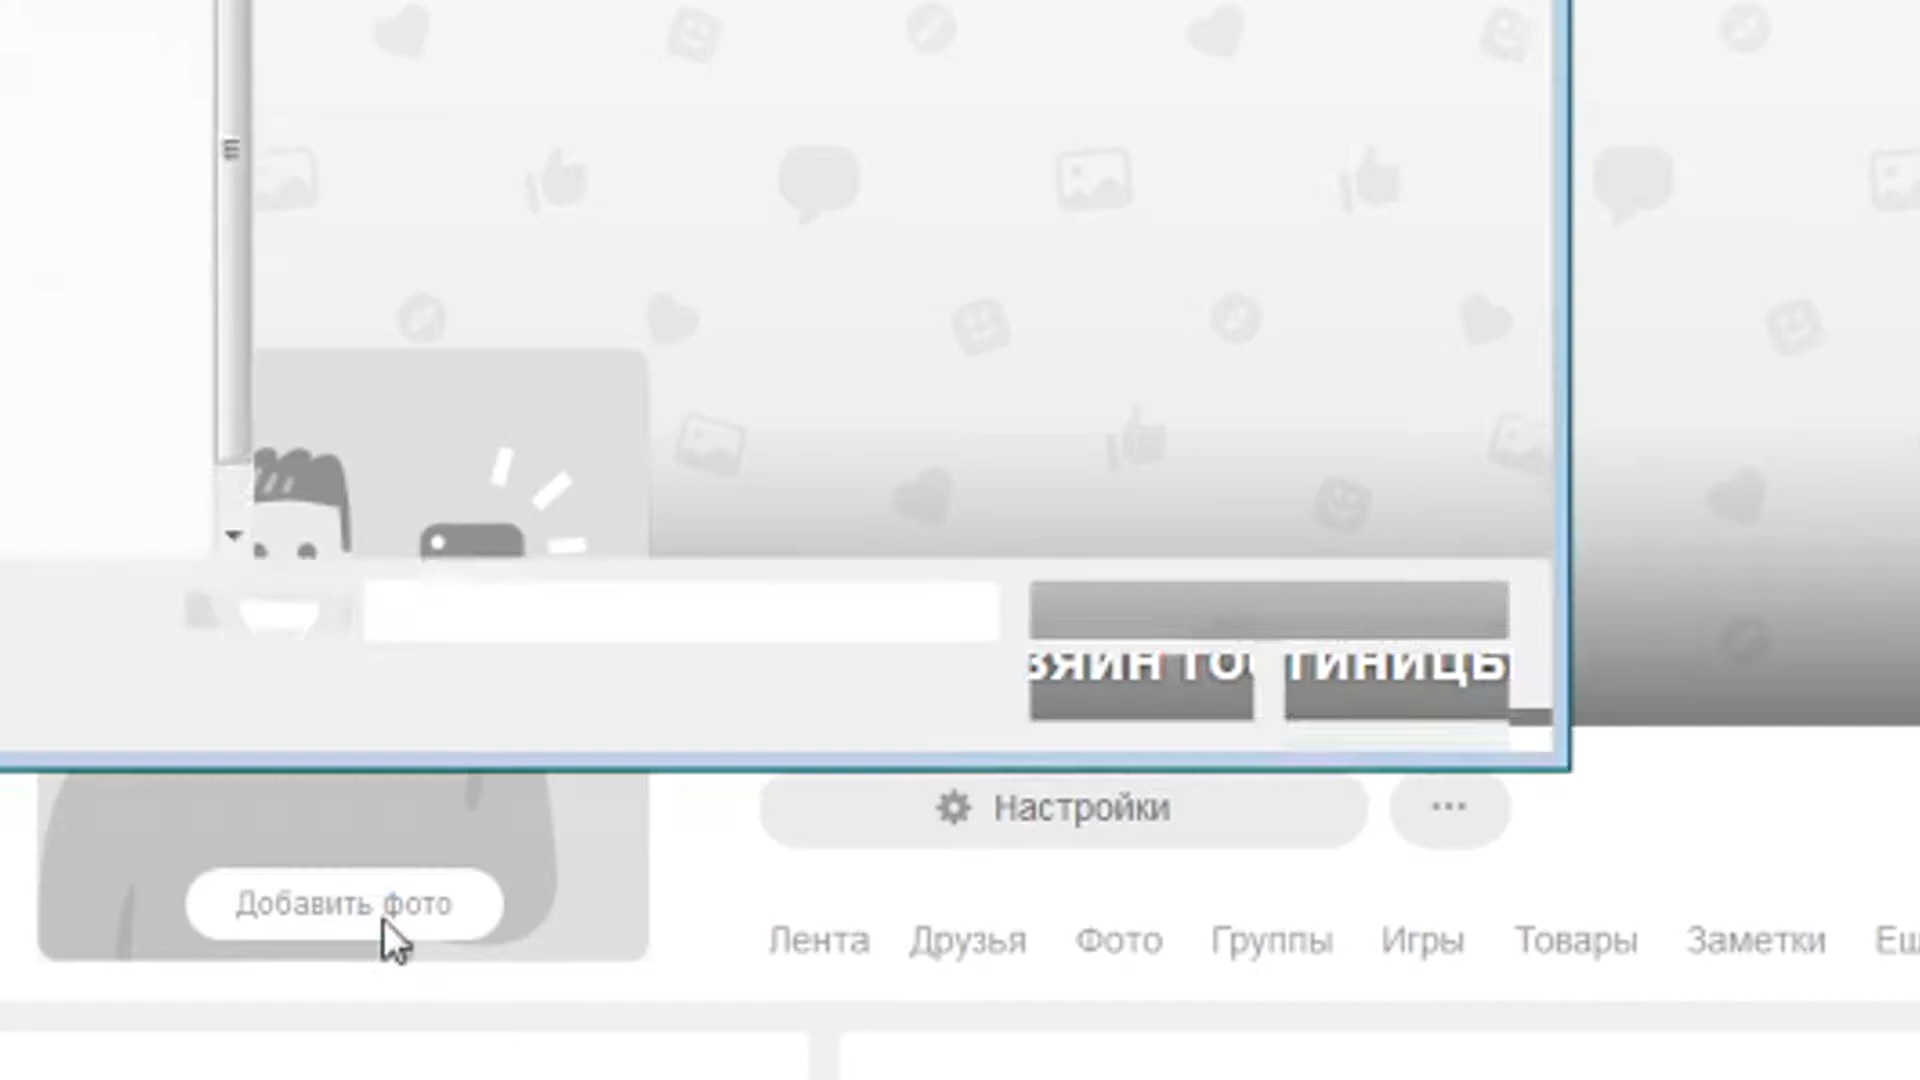 Настройки
Добавить фото
Лента Друзья Фото Группы Игры Товары Заметки